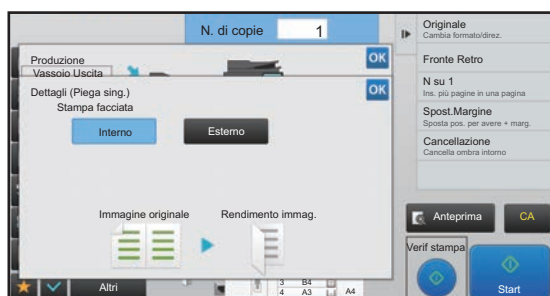 N. di copie 1
Produzione
OK
Vassoio Uscita
Dettagli (Piega sing.)
OK
Stampa facciata
Interno
Esterno
Immagine originale
Rendimento immag.
Altri
3 B4
4 A3
A4
Originale
Cambia formato/direz.
Fronte Retro
N su 1
Ins. più pagine in una pagina
Spost.Margine
Sposta pos. per avere + marg.
Cancellazione
Cancella ombra intorno
Anteprima
CA
Verif stampa
Start